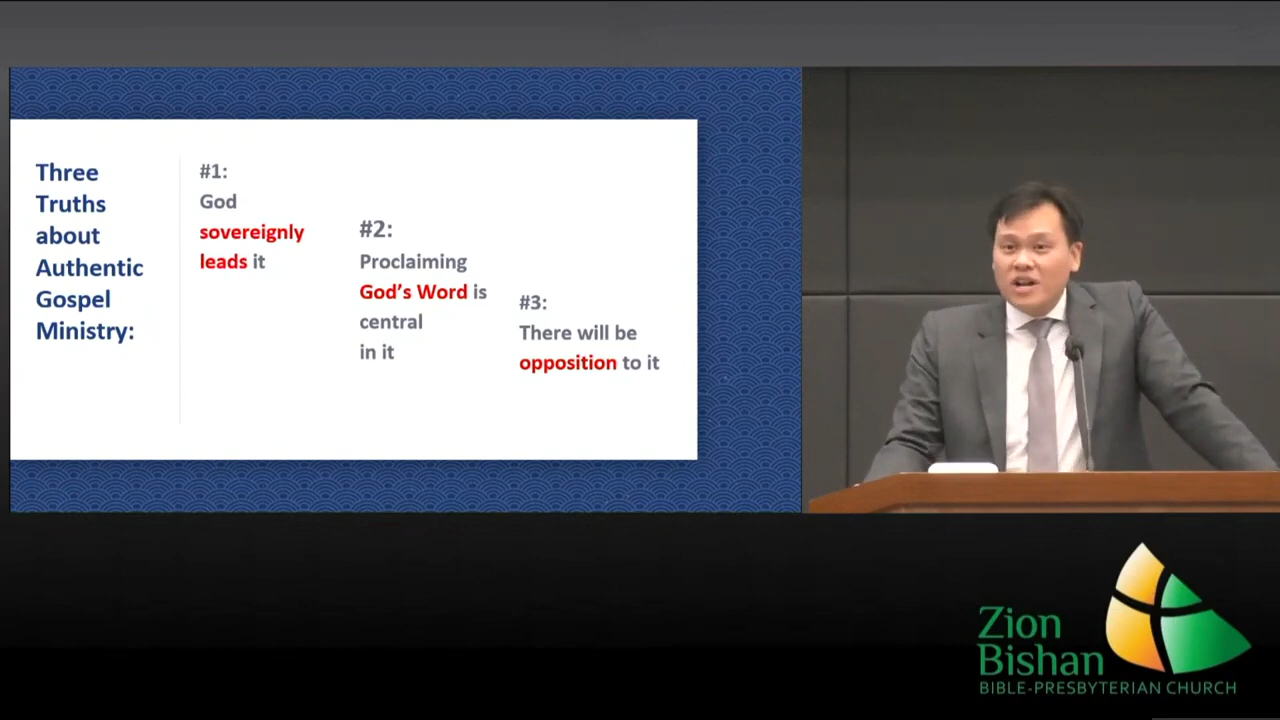 Three
Truths
about
Authentic
Gospel
Ministry:
#1:
God
sovereignly
leads it
#2:
Proclaiming
God's Word is
central
in it
#3:
There will be
opposition to it
Zion
Bishan
BIBLE-PRESBYTERIAN CHURCH